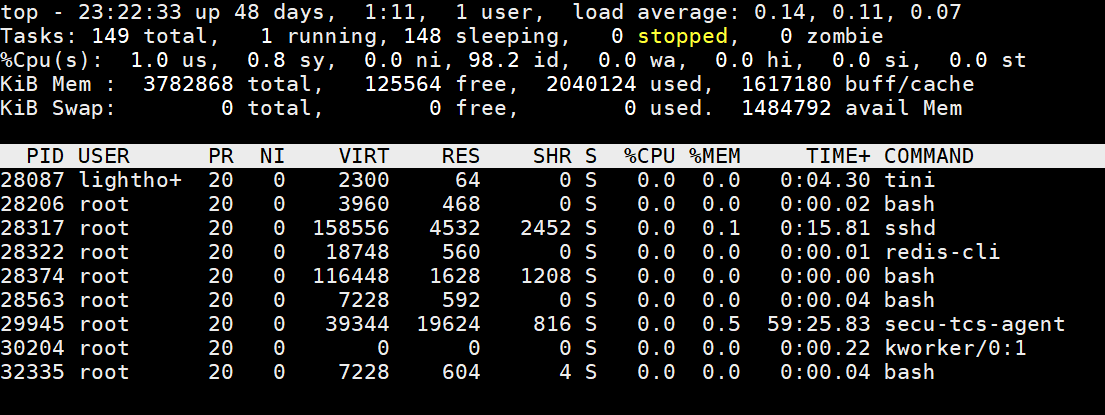 top - 23:22:33 up 48 days,  1:11,  1 user,  load average: 0.14, 0.11, 0.07
Tasks: 149 total,   1 running, 148 sleeping,   0 stopped,   0 zombie
%Cpu(s):  1.0 us,  0.8 sy,  0.0 ni, 98.2 id,  0.0 wa,  0.0 hi,  0.0 si,  0.0 st
KiB Mem :  3782868 total,   125564 free,  2040124 used,  1617180 buff/cache
KiB Swap:        0 total,        0 free,        0 used.  1484792 avail Mem
  PID USER      PR  NI    VIRT    RES    SHR S  %CPU %MEM     TIME+ COMMAND
28087 lightho+  20   0    2300     64      0 S   0.0  0.0   0:04.30 tini
28206 root      20   0    3960    468      0 S   0.0  0.0   0:00.02 bash
28317 root      20   0  158556   4532   2452 S   0.0  0.1   0:15.81 sshd
28322 root      20   0   18748    560      0 S   0.0  0.0   0:00.01 redis-cli
28374 root      20   0  116448   1628   1208 S   0.0  0.0   0:00.00 bash
28563 root      20   0    7228    592      0 S   0.0  0.0   0:00.04 bash
29945 root      20   0   39344  19624    816 S   0.0  0.5  59:25.83 secu-tcs-agent
30204 root      20   0       0      0      0 S   0.0  0.0   0:00.22 kworker/0:1
32335 root      20   0    7228    604      4 S   0.0  0.0   0:00.04 bash